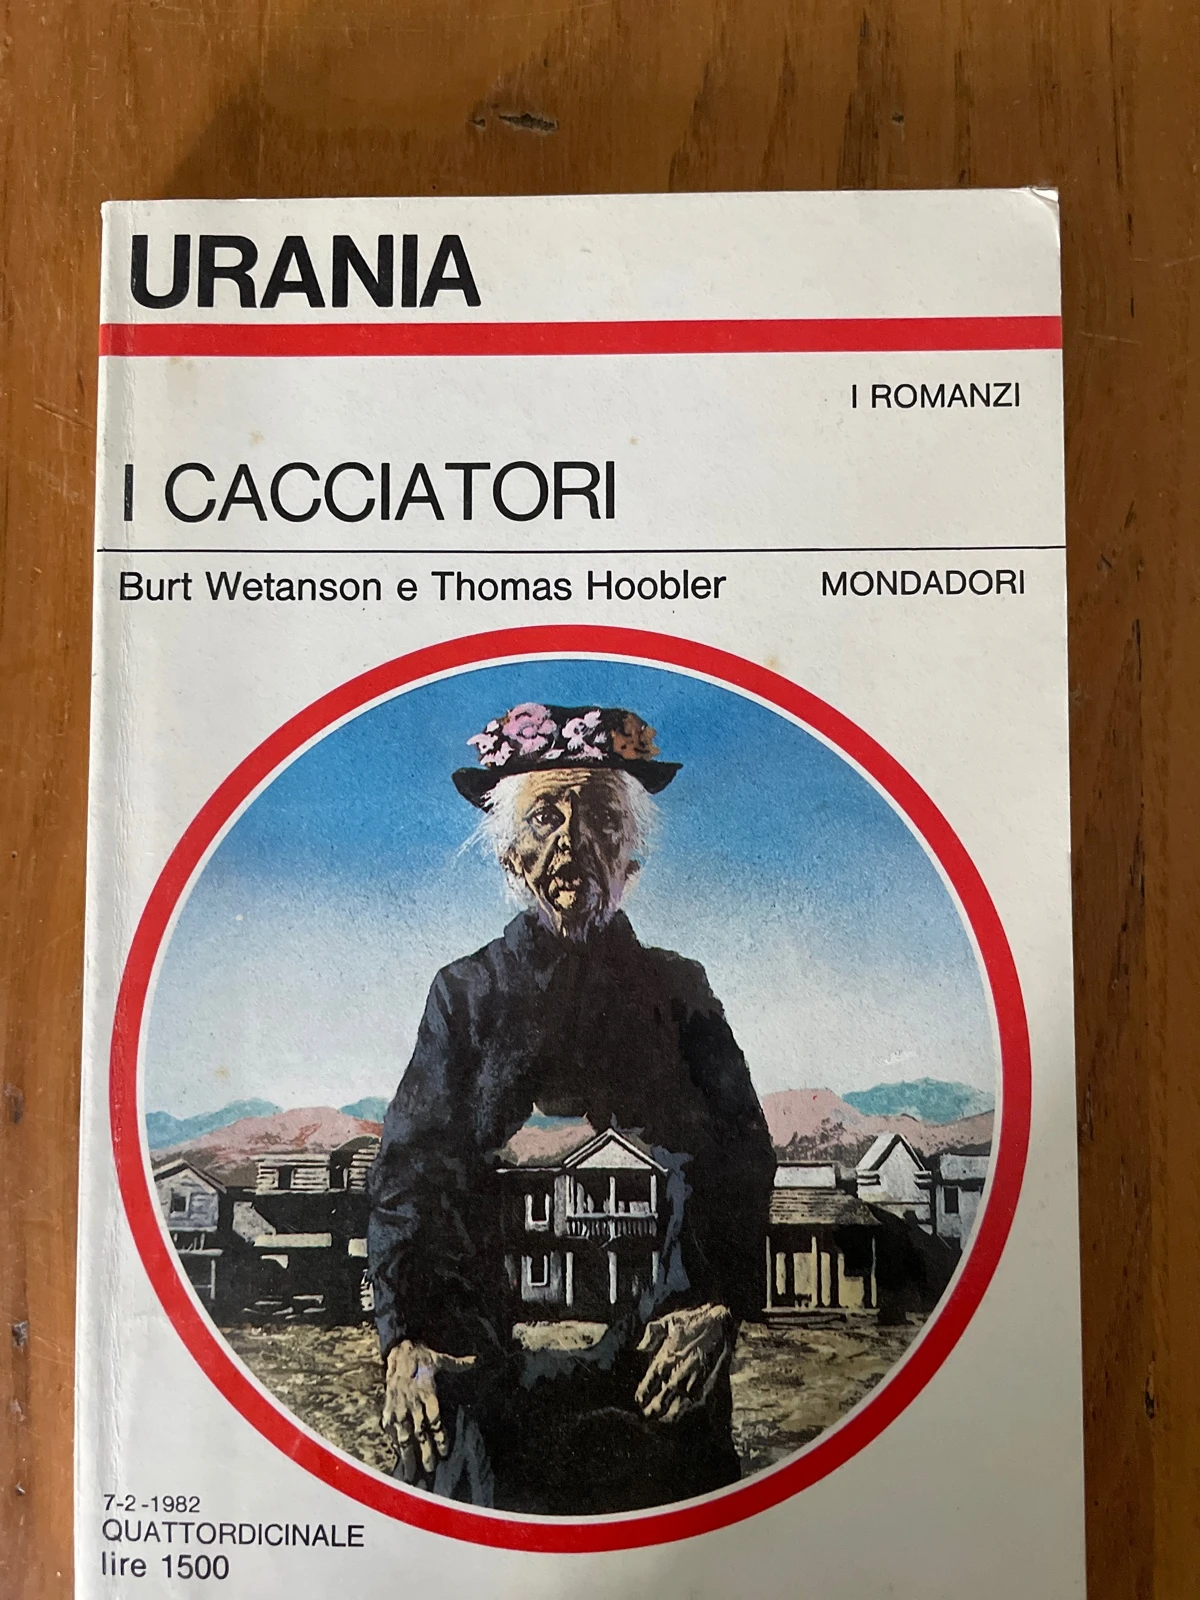 URANIA
I ROMANZI
I CACCIATORI
Burt Wetanson e Thomas Hoobler
MONDADORI
7-2-1982
QUATTORDICINALE
lire 1500